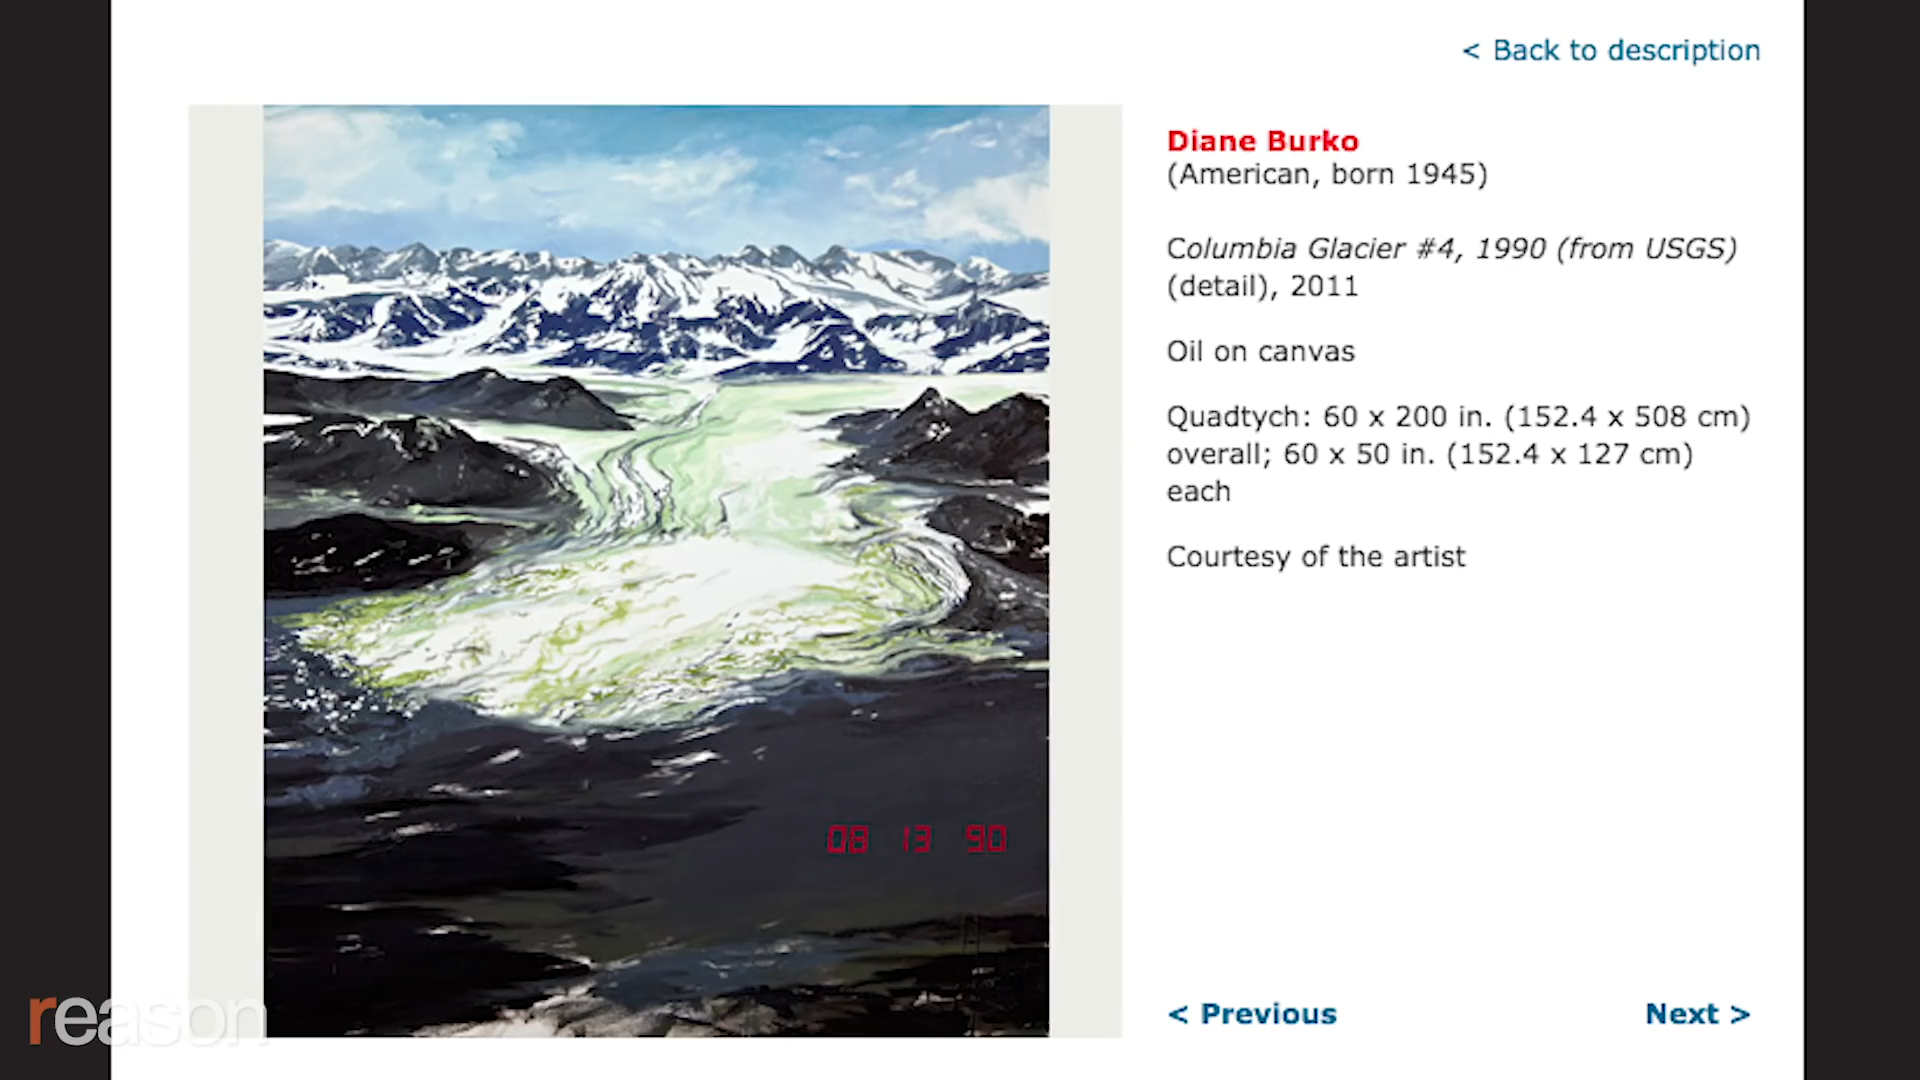 < Back to description
Diane Burko
(American, born 1945)
Columbia Glacier #4, 1990 (from USGS)
(detail), 2011
Oil on canvas
Quadtych: 60 x 200 in. (152.4 x 508 cm)
overall; 60 x 50 in. (152.4 x 127 cm)
each
Courtesy of the artist
08 13 90
< Previous
Next >
reason